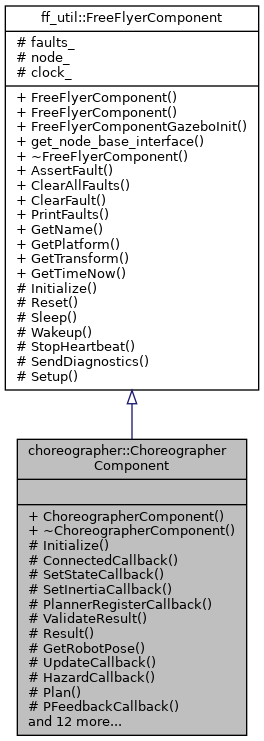 ff_util::FreeFlyerComponent
# faults_
# node_
# clock_
+ FreeFlyerComponent()
+ FreeFlyerComponent()
+ FreeFlyerComponentGazeboInit()
+ get_node_base_interface()
+ ~FreeFlyerComponent()
+ AssertFault()
+ ClearAllFaults()
+ ClearFault()
+ PrintFaults()
+ GetName()
+ GetPlatform()
+ GetTransform()
+ GetTimeNow()
# Initialize()
# Reset()
# Sleep()
# Wakeup()
# StopHeartbeat()
# SendDiagnostics()
# Setup()
choreographer::Choreographer
Component
+ ChoreographerComponent()
+ ~ChoreographerComponent()
# Initialize()
# ConnectedCallback()
# SetStateCallback()
# SetInertiaCallback()
# PlannerRegisterCallback()
# ValidateResult()
# Result()
# GetRobotPose()
# UpdateCallback()
# HazardCallback()
# Plan()
# PFeedbackCallback()
and 12 more...